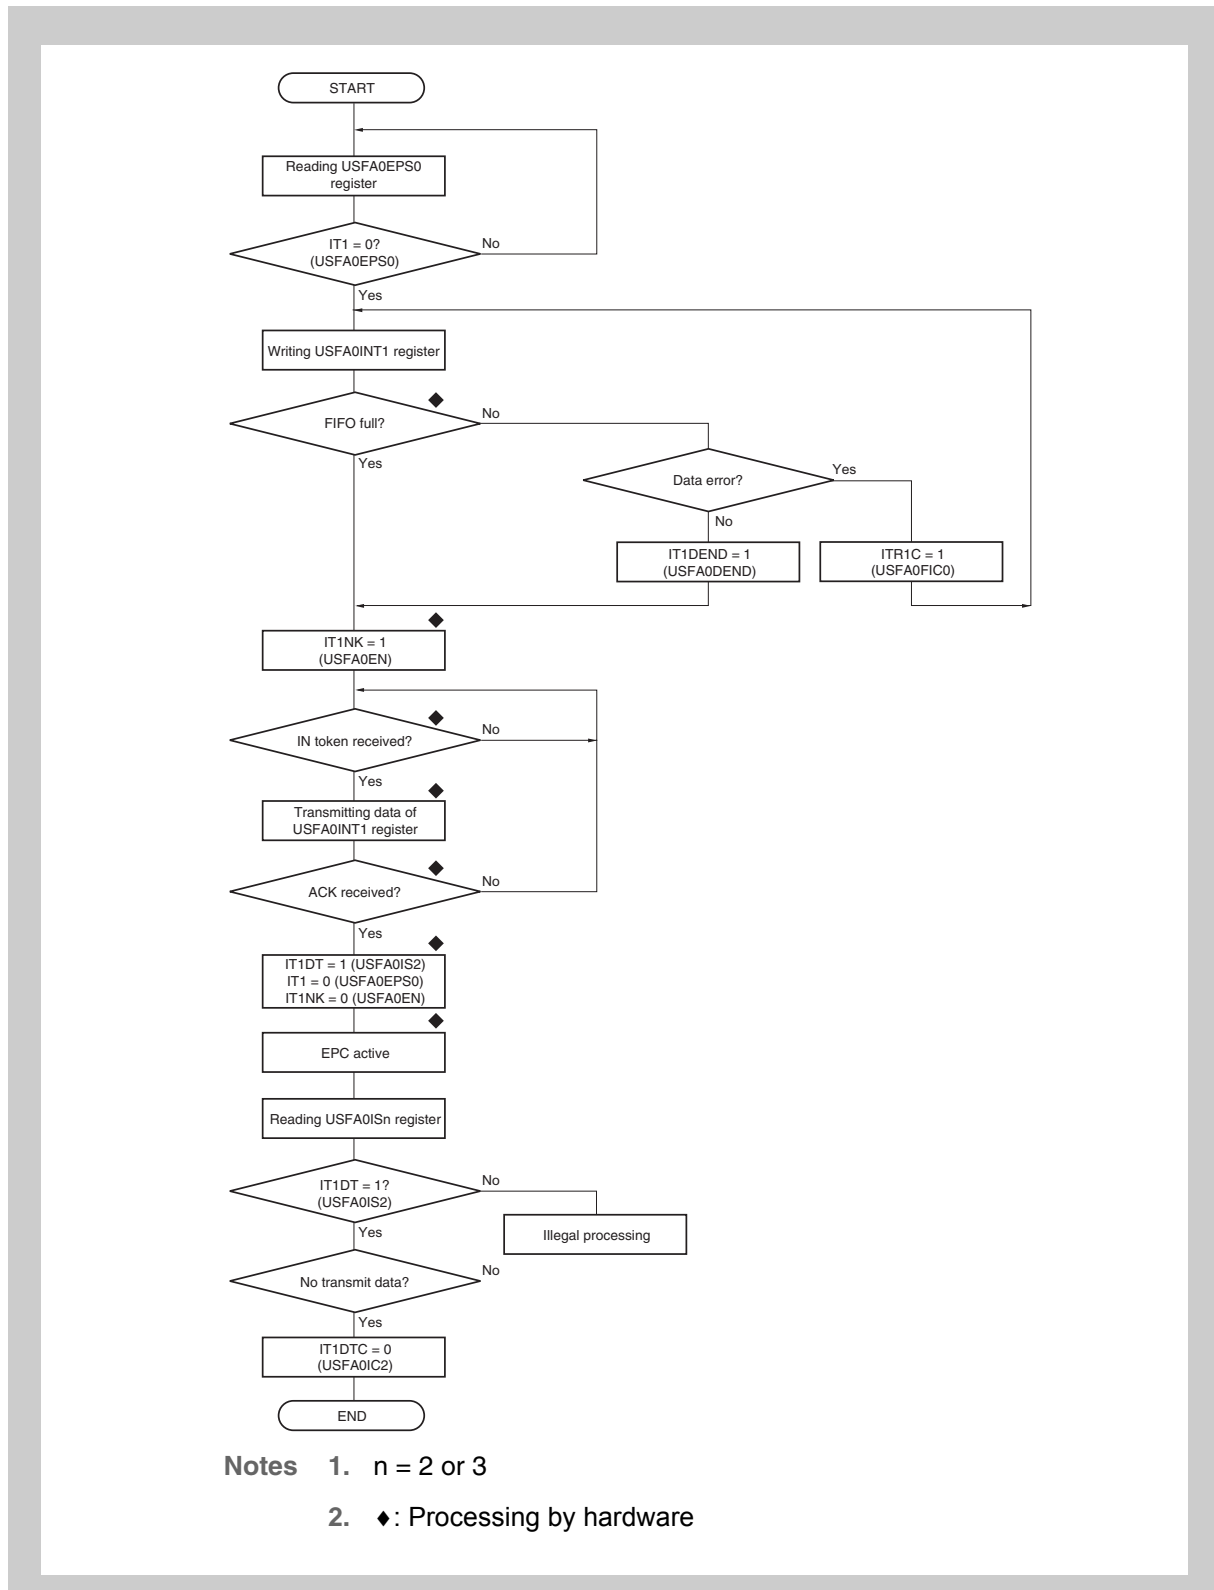 START
Reading USFA0EPS0
register
IT1 = 0?
(USFA0EPS0)
No
Yes
Writing USFA0INT1 register
FIFO full?
No
Yes
Data error?
Yes
No
IT1DEND = 1
(USFA0DEND)
ITR1C = 1
(USFA0FIC0)
IT1NK = 1
(USFA0EN)
IN token received?
No
Yes
Transmitting data of
USFA0INT1 register
ACK received?
No
Yes
IT1DT = 1 (USFA0IS2)
IT1 = 0 (USFA0EPS0)
IT1NK = 0 (USFA0EN)
EPC active
Reading USFA0ISn register
IT1DT = 1?
(USFA0IS2)
No
Yes
Illegal processing
No transmit data?
No
Yes
IT1DTC = 0
(USFA0IC2)
END
Notes 1. n = 2 or 3
2. ♦: Processing by hardware